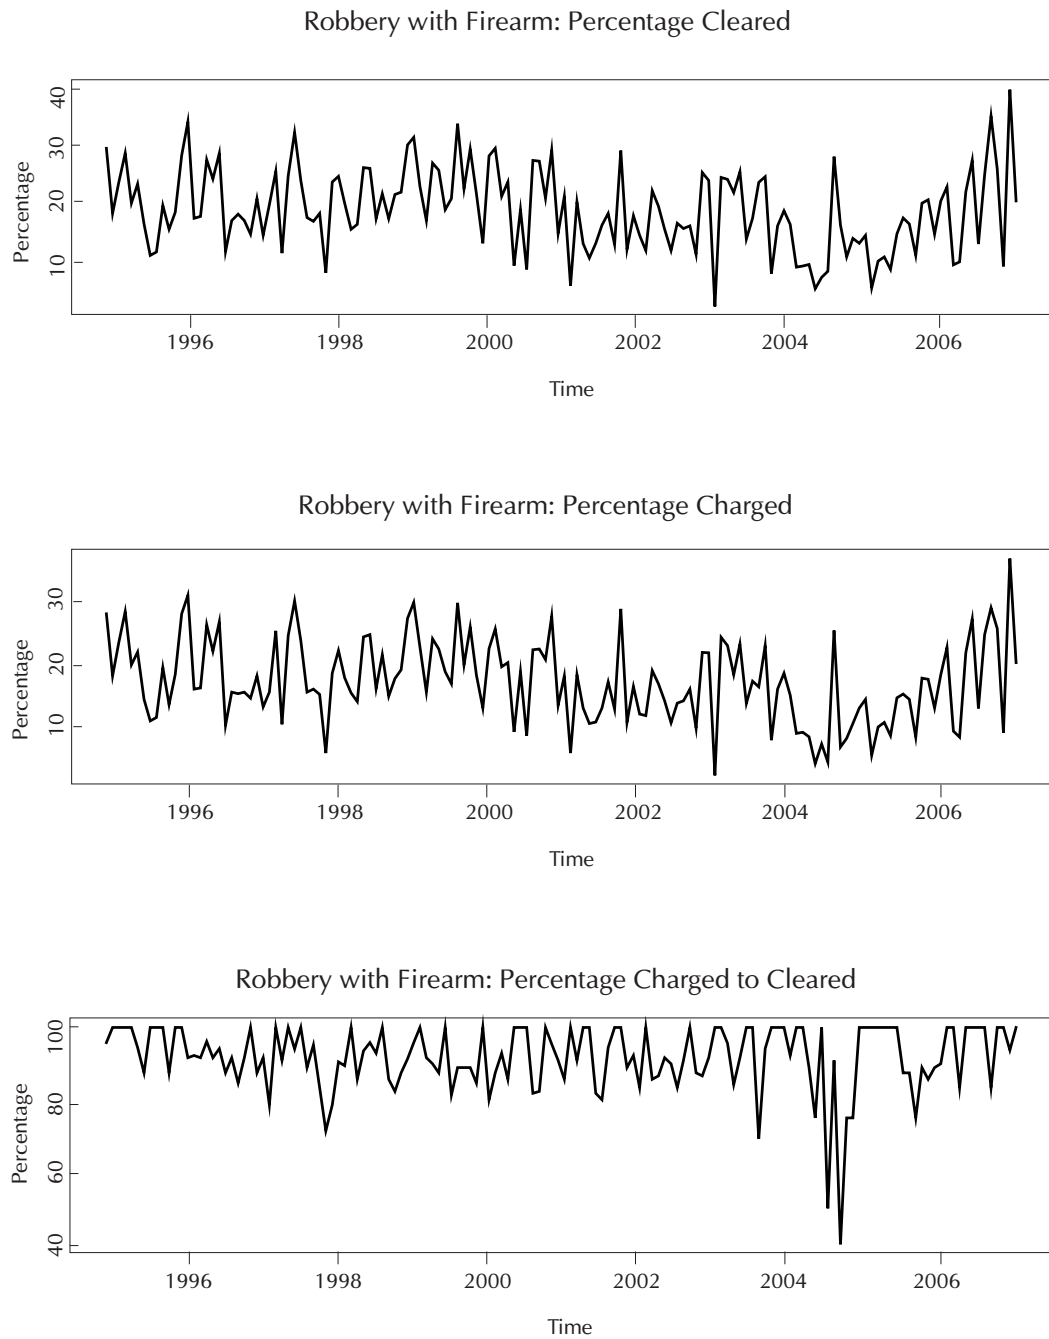 Robbery with Firearm: Percentage Cleared
40
30
20
10
Percentage
1996 1998 2000 2002 2004 2006
Time
Robbery with Firearm: Percentage Charged
30
20
10
Percentage
1996 1998 2000 2002 2004 2006
Time
Robbery with Firearm: Percentage Charged to Cleared
100
80
60
40
Percentage
1996 1998 2000 2002 2004 2006
Time